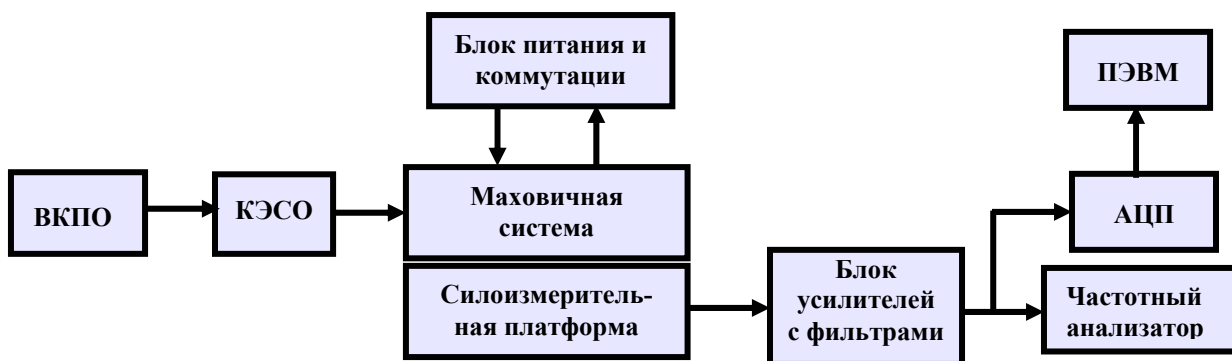 Блок питания и
коммутации
ПЭВМ
ВКПО
КЭСО
Маховичная
система
АЦП
Силоизмеритель-
ная платформа
Блок
усилителей
с фильтрами
Частотный
анализатор